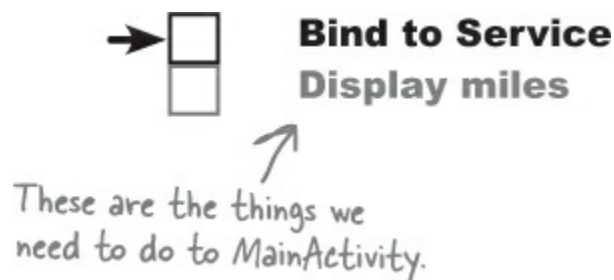 Bind to Service
Display miles
These are the things we
need to do to MainActivity.